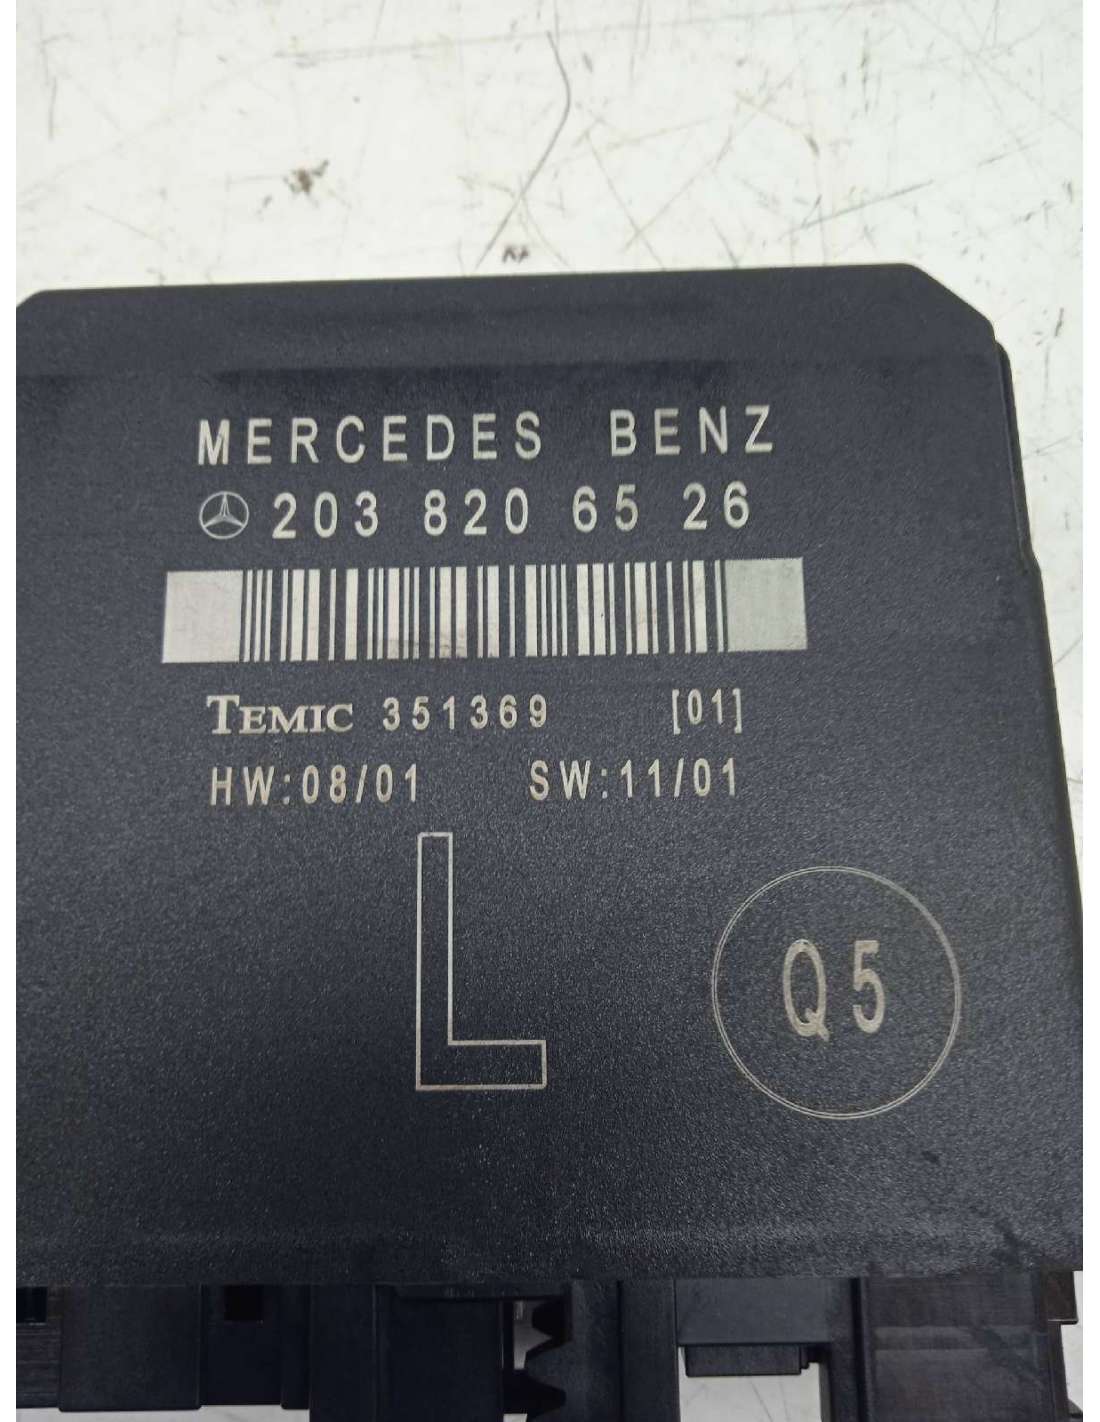 MERCEDES BENZ
203 820 65 26
TEMIC 351369 [01]
HW:08/01 SW:11/01
L
Q5